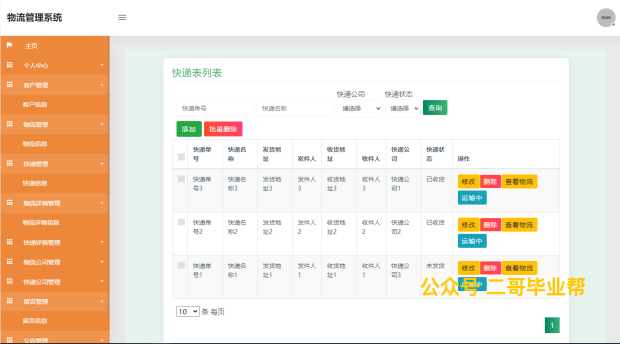 物流管理系统
主页
个人中心
客户管理
客户信息
物流管理
物流信息
快递管理
快递信息
物流详细管理
物流详细信息
快递详细管理
物流公司管理
快递公司管理
留言管理
留言信息
公告管理
快递表列表
快递公司 快递状态
快递单号 快递名称 请选择 请选择 查询
添加 批量删除
快递单号 快递名称 发货地址 发件人 收货地址 收件人 快递公司 快递状态 操作
快递单号3 快递名称3 发货地址3 发件人3 收货地址3 收件人3 快递公司1 已收货 修改 删除 查看物流
运输中
快递单号2 快递名称2 发货地址2 发件人2 收货地址2 收件人2 快递公司2 已收货 修改 删除 查看物流
运输中
快递单号1 快递名称1 发货地址1 发件人1 收货地址1 收件人1 快递公司3 未发货 修改 删除 查看物流
公众号 二哥毕业帮
10 条 每页
1